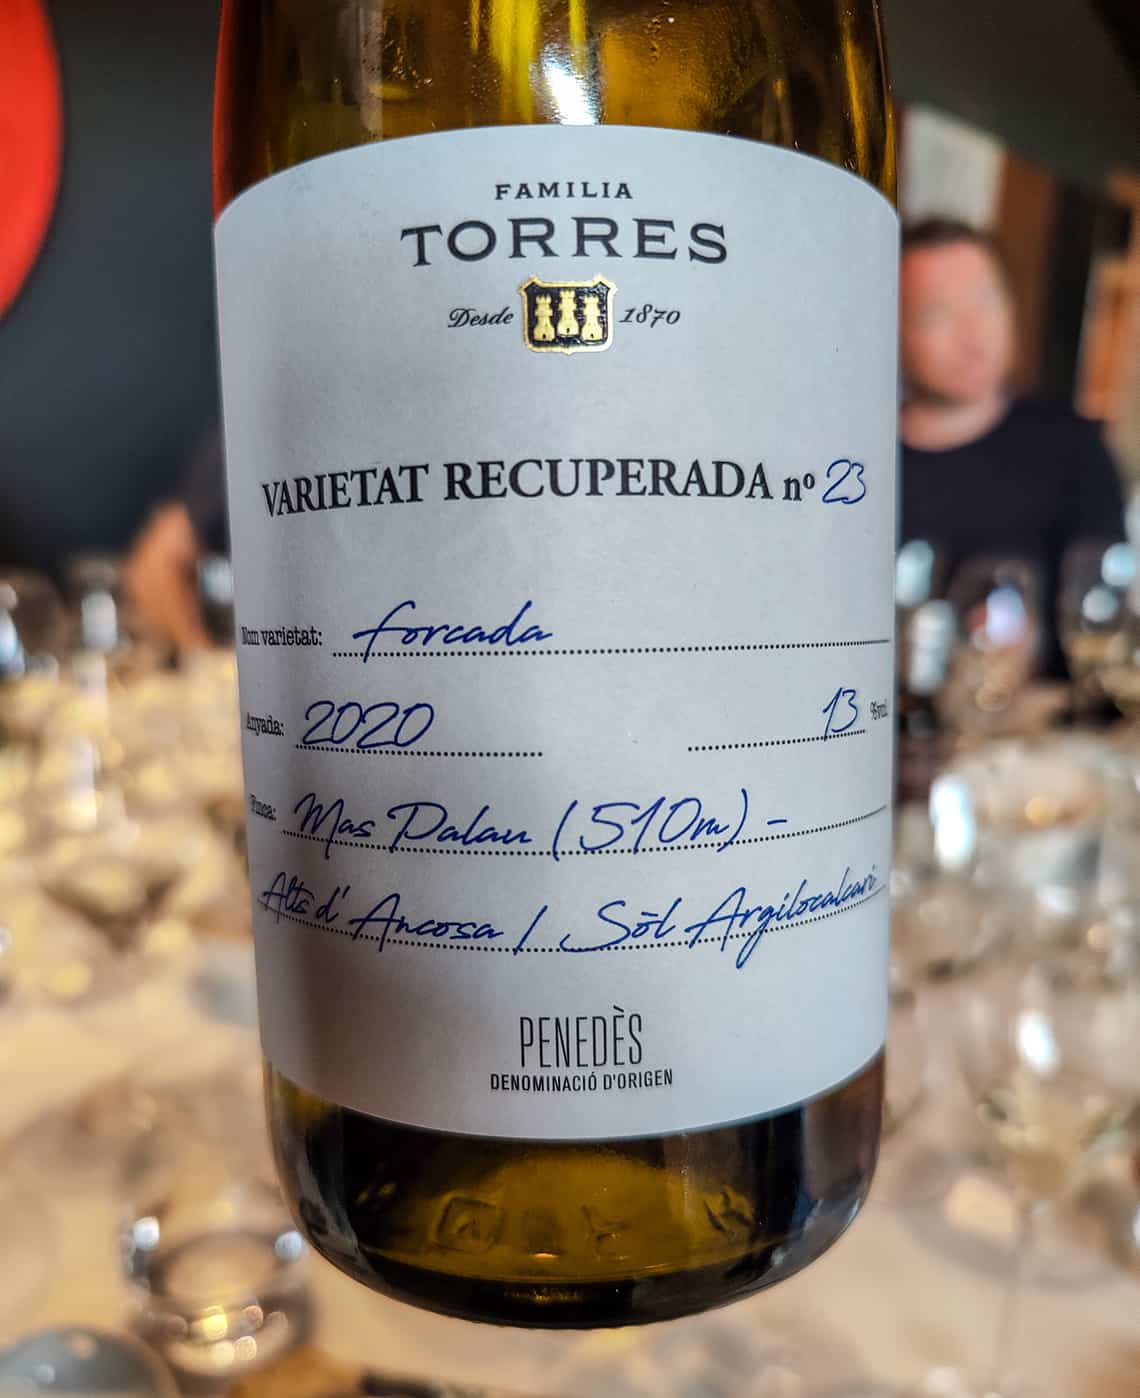 FAMILIA
TORRES
Desde 1870
VARIETAT RECUPERADA nº 23
Nom varietat: forcada
Anyada: 2020 13 %vol.
Finca: Mas Palau (510m) -
Alts d'Ancosa / Sòl Argilocalcari
PENEDÈS
DENOMINACIÓ D'ORIGEN